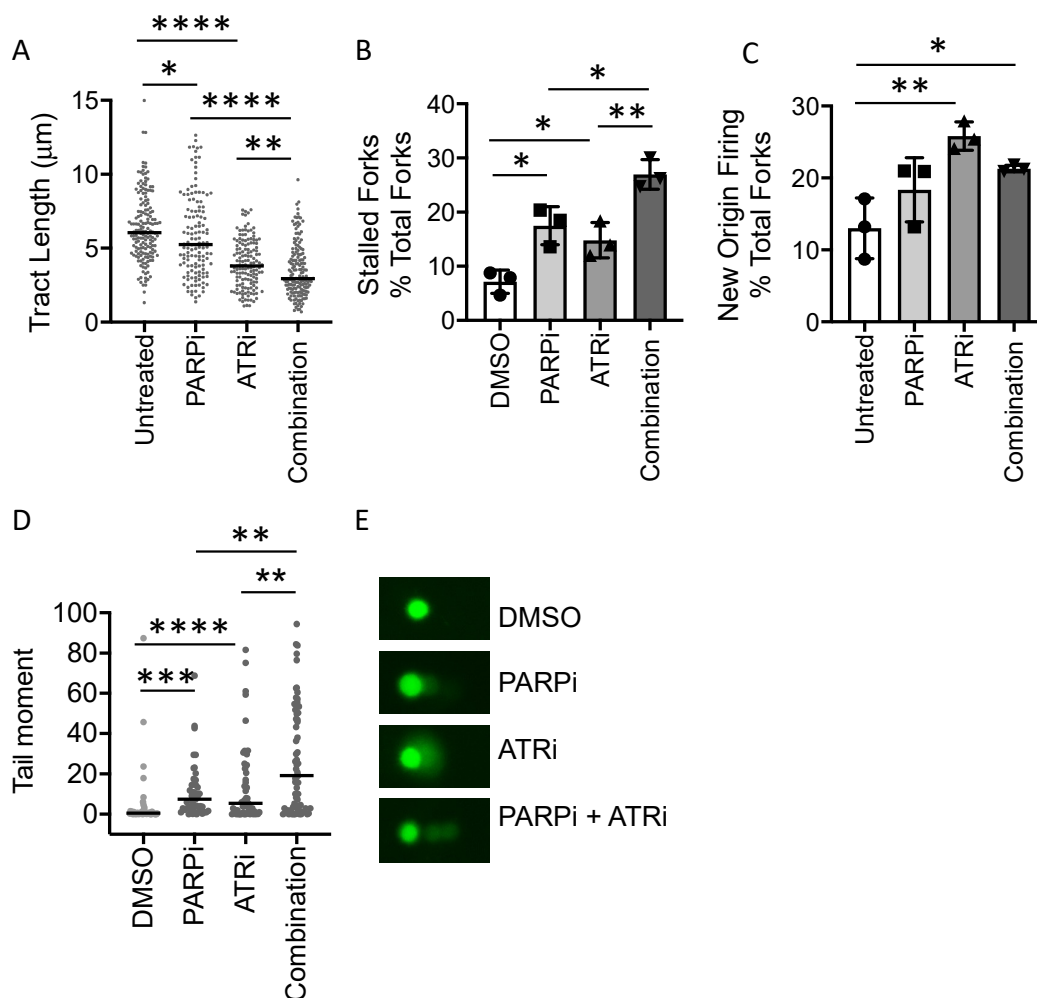 A
****
*
****
**
15
10
5
0
Tract Length (μm)
Untreated
PARPi
ATRi
Combination
B
*
*
**
*
40
30
20
10
0
Stalled Forks
% Total Forks
DMSO
PARPi
ATRi
Combination
C
*
**
30
20
10
0
New Origin Firing
% Total Forks
Untreated
PARPi
ATRi
Combination
D
**
**
****
***
100
80
60
40
20
0
Tail moment
DMSO
PARPi
ATRi
Combination
E
DMSO
PARPi
ATRi
PARPi + ATRi